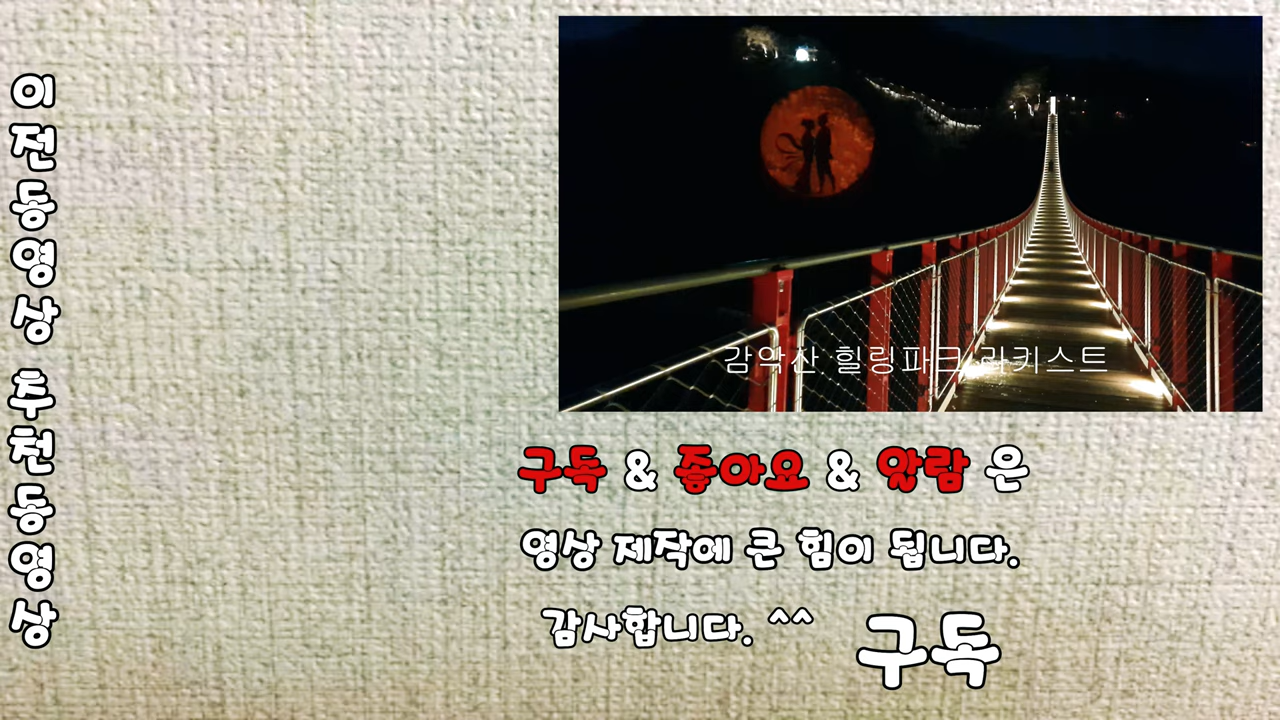 이전동영상 추천동영상
감악산 힐링파크 라키스트
구독 & 좋아요 & 알람 은
영상 제작에 큰 힘이 됩니다.
감사합니다. ^^
구독